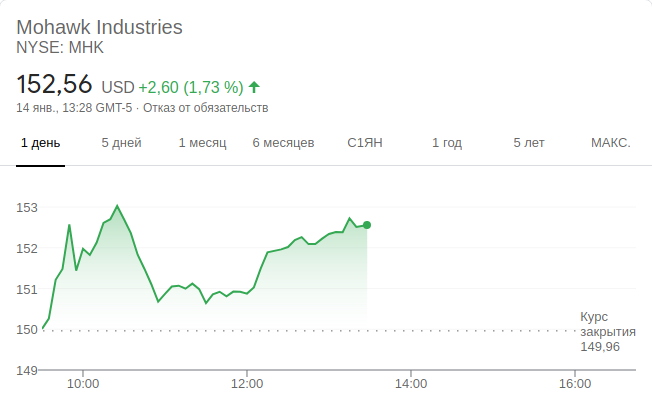 Mohawk Industries
NYSE: MHK
152,56 USD +2,60 (1,73 %)
14 янв., 13:28 GMT-5 · Отказ от обязательств
1 день 5 дней 1 месяц 6 месяцев С1ЯН 1 год 5 лет МАКС.
153
152
151
150
149
Курс
закрытия
149,96
10:00 12:00 14:00 16:00